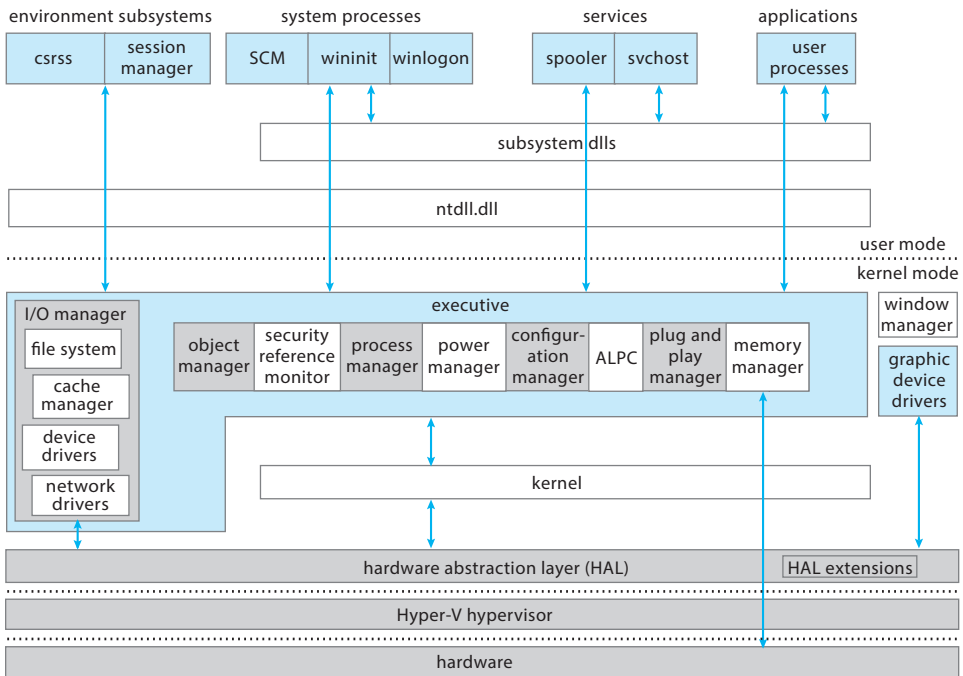 environment subsystems
system processes
services
applications
csrss
session
manager
SCM
wininit
winlogon
spooler
svchost
user
processes
subsystem dlls
ntdll.dll
user mode
kernel mode
executive
I/O manager
file system
cache
manager
device
drivers
network
drivers
object
manager
security
reference
monitor
process
manager
power
manager
configur-
ation
manager
ALPC
plug and
play
manager
memory
manager
window
manager
graphic
device
drivers
kernel
hardware abstraction layer (HAL)
HAL extensions
Hyper-V hypervisor
hardware